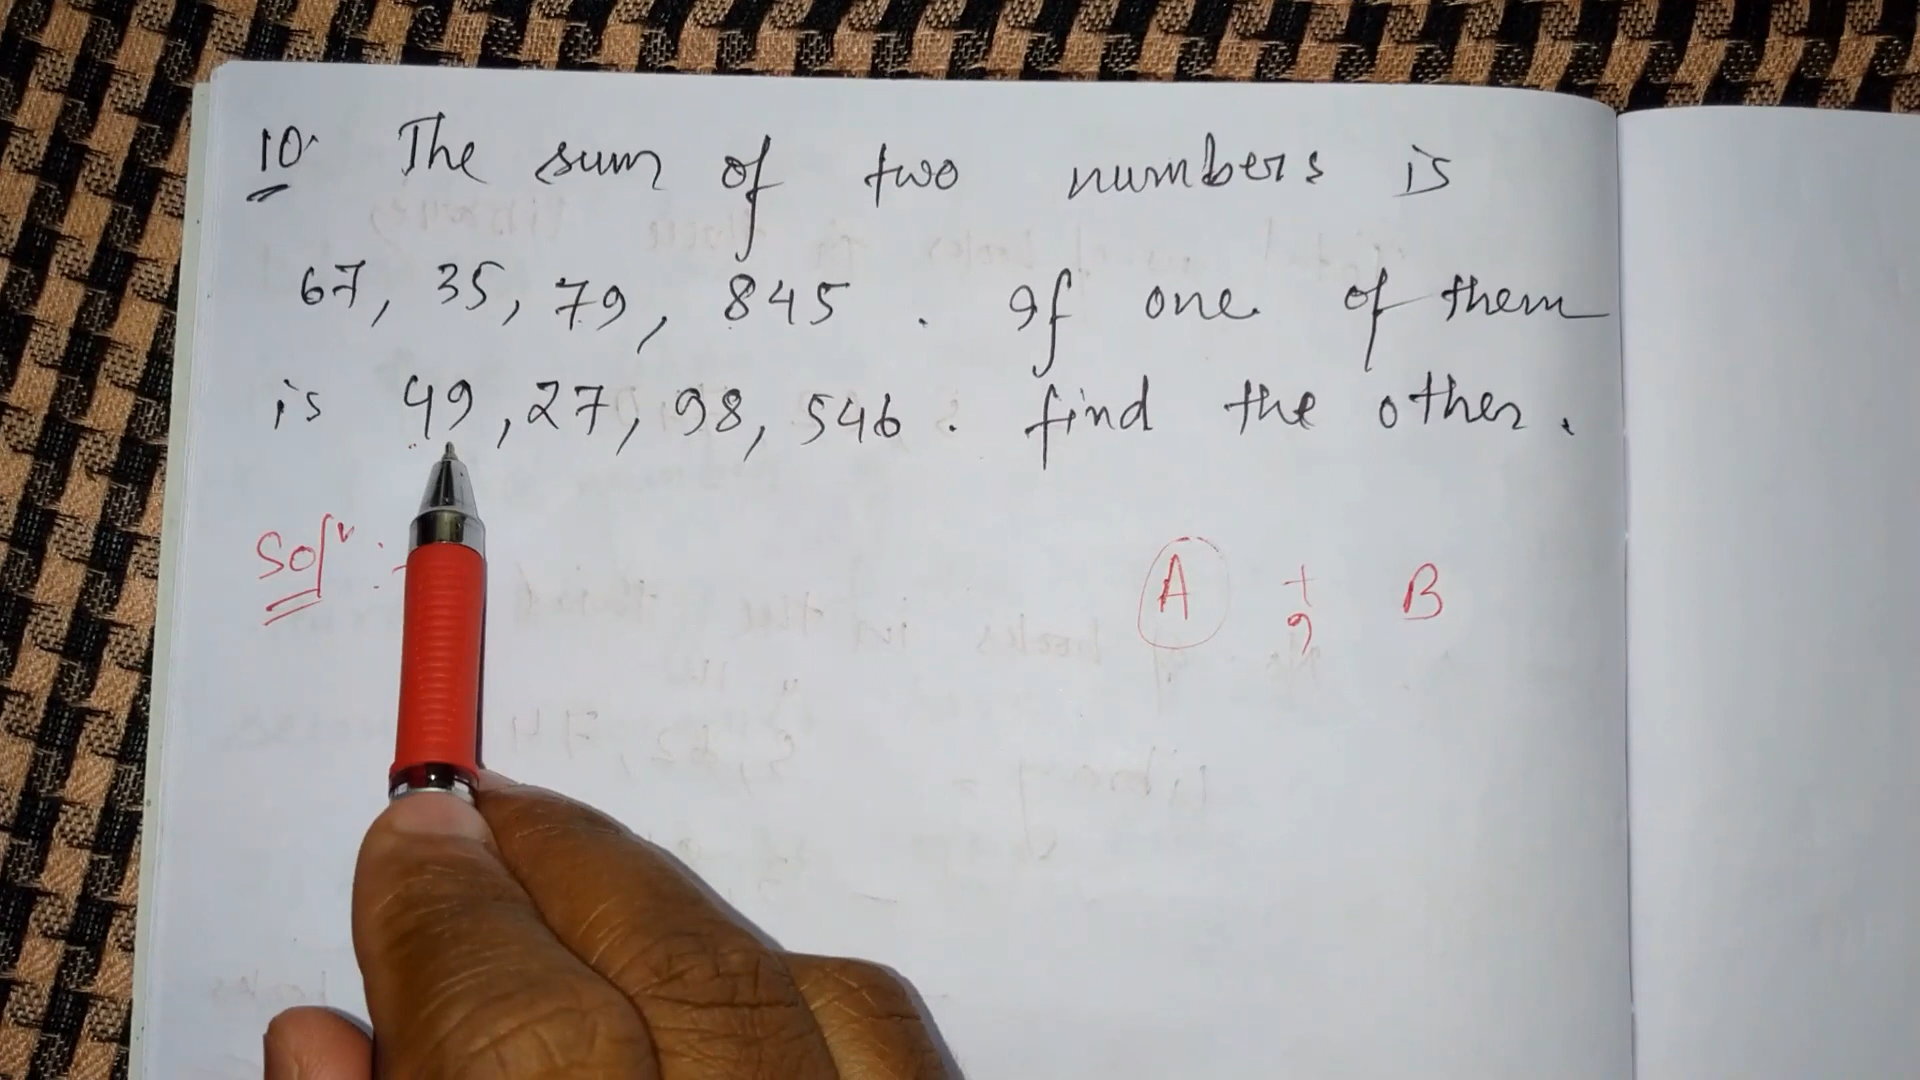 10. The sum of two numbers is
67, 35, 79, 845 . If one of them
is 49, 27, 98, 546 . find the other .
Solⁿ :-
A + B